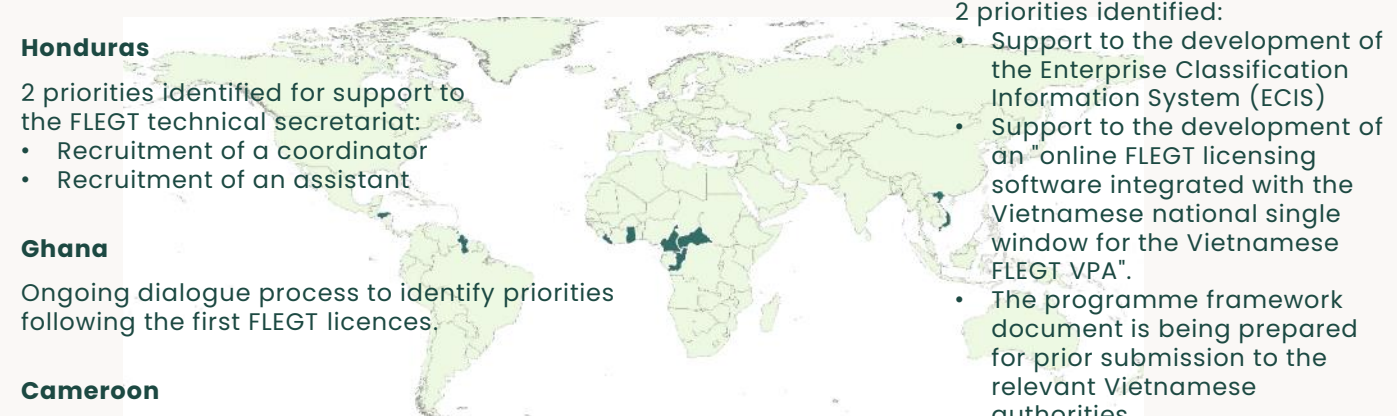 Honduras
2 priorities identified for support to
the FLEGT technical secretariat:
• Recruitment of a coordinator
• Recruitment of an assistant
Ghana
Ongoing dialogue process to identify priorities
following the first FLEGT licences.
Cameroon
2 priorities identified:
• Support to the development of
the Enterprise Classification
Information System (ECIS)
• Support to the development of
an "online FLEGT licensing
software integrated with the
Vietnamese national single
window for the Vietnamese
FLEGT VPA".
• The programme framework
document is being prepared
for prior submission to the
relevant Vietnamese
authorities